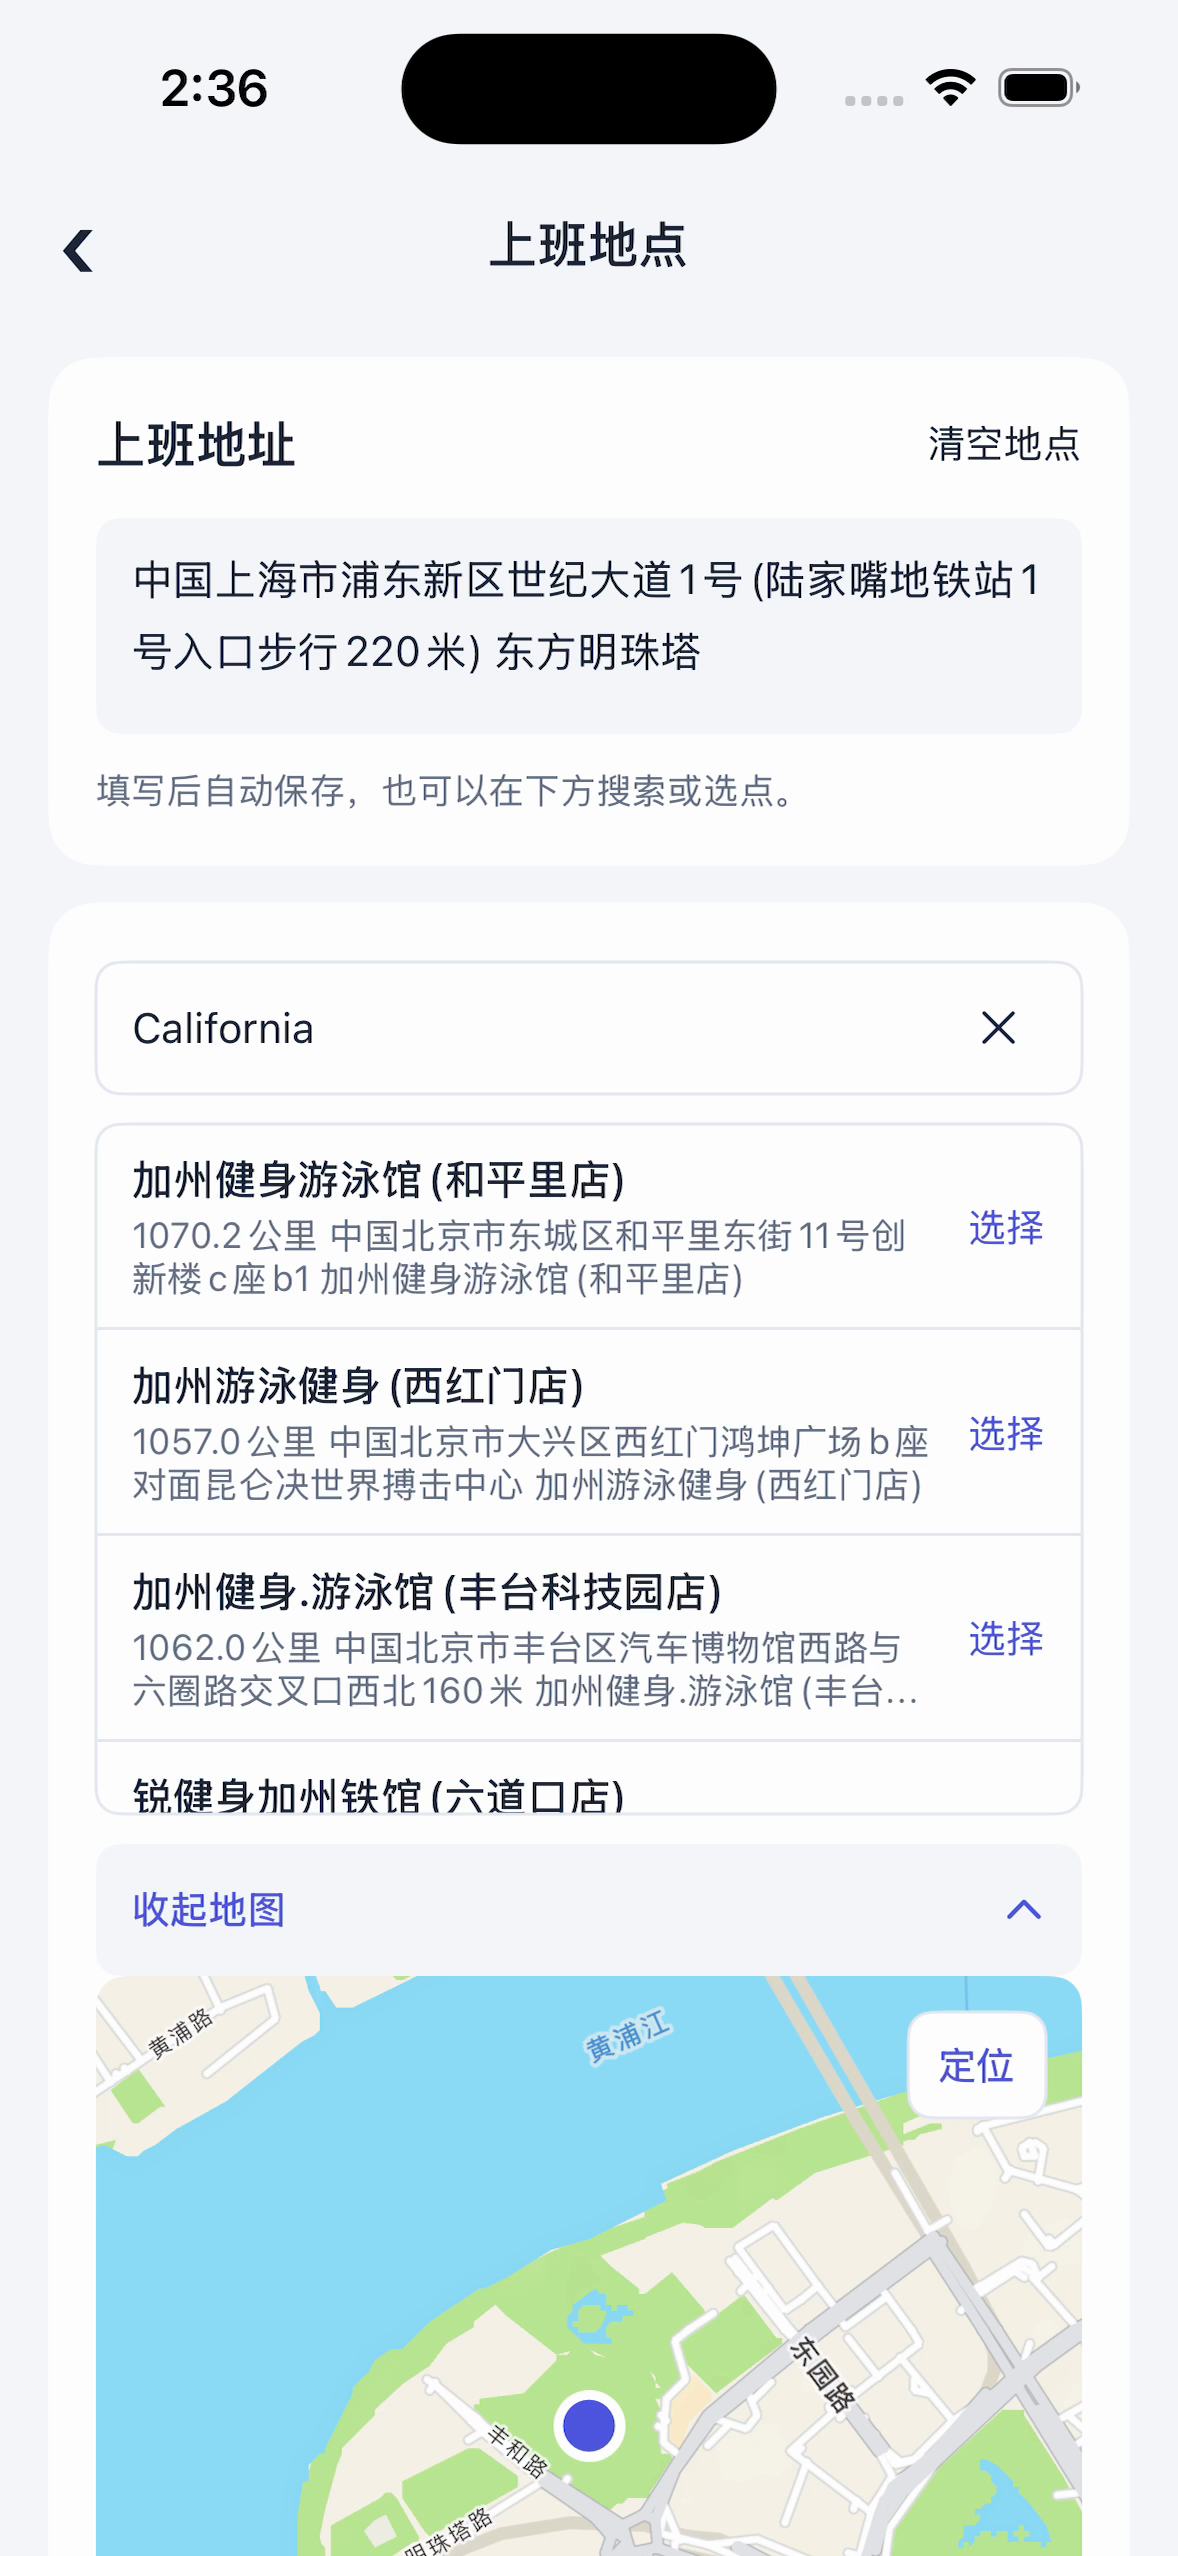 2:36
上班地点
上班地址
清空地点
中国上海市浦东新区世纪大道1号(陆家嘴地铁站1
号入口步行220米) 东方明珠塔
填写后自动保存，也可以在下方搜索或选点。
California
加州健身游泳馆(和平里店)
1070.2公里 中国北京市东城区和平里东街11号创
新楼c座b1 加州健身游泳馆(和平里店)
选择
加州游泳健身(西红门店)
1057.0公里 中国北京市大兴区西红门鸿坤广场b座
对面昆仑决世界搏击中心 加州游泳健身(西红门店)
选择
加州健身.游泳馆(丰台科技园店)
1062.0公里 中国北京市丰台区汽车博物馆西路与
六圈路交叉口西北160米 加州健身.游泳馆(丰台...
选择
锐健身加州铁馆(六道口店)
收起地图
黄浦路
黄浦江
定位
东园路
丰和路
明珠塔路